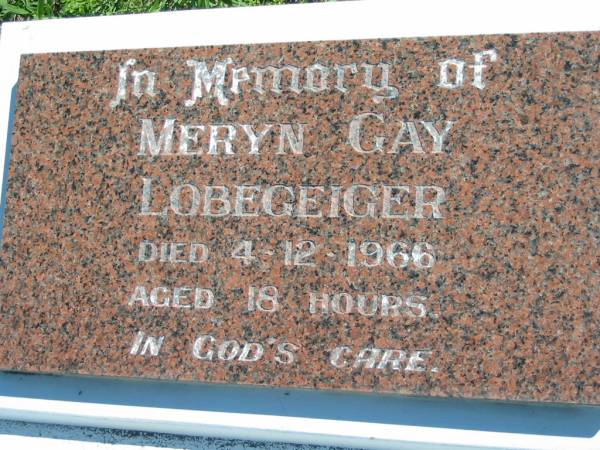 In Memory of
MERYN GAY
LOBEGEIGER
DIED 4-12-1966
AGED 18 HOURS.
IN GOD'S CARE.